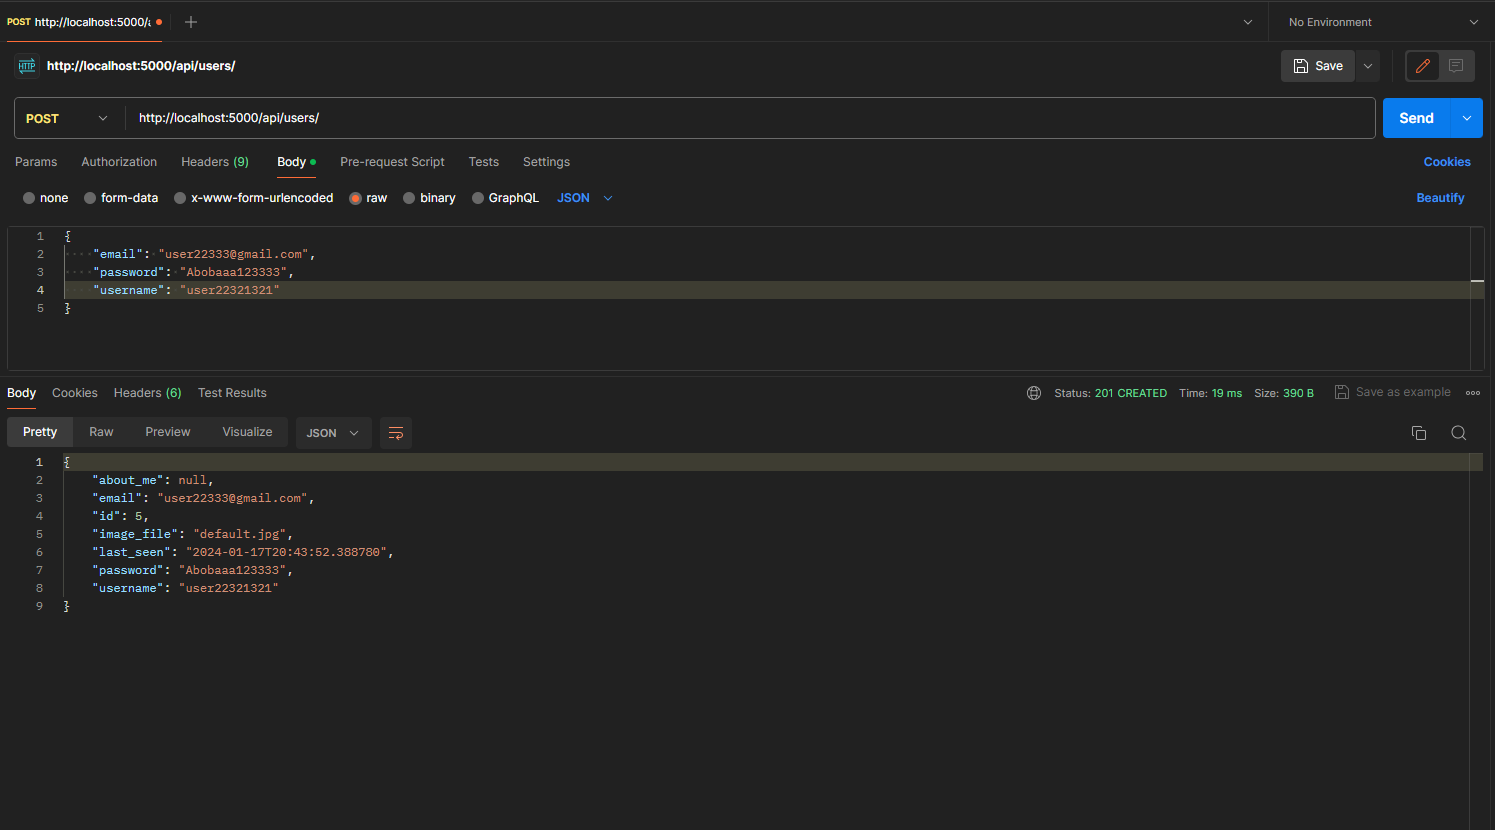 POST http://localhost:5000/a
No Environment
HTTP http://localhost:5000/api/users/
Save
POST http://localhost:5000/api/users/
Send
Params Authorization Headers (9) Body Pre-request Script Tests Settings Cookies
none form-data x-www-form-urlencoded raw binary GraphQL JSON Beautify
1 {
2 "email": "user22333@gmail.com",
3 "password": "Abobaaa123333",
4 "username": "user22321321"
5 }
Body Cookies Headers (6) Test Results Status: 201 CREATED Time: 19 ms Size: 390 B Save as example
Pretty Raw Preview Visualize JSON
1 {
2 "about_me": null,
3 "email": "user22333@gmail.com",
4 "id": 5,
5 "image_file": "default.jpg",
6 "last_seen": "2024-01-17T20:43:52.388780",
7 "password": "Abobaaa123333",
8 "username": "user22321321"
9 }